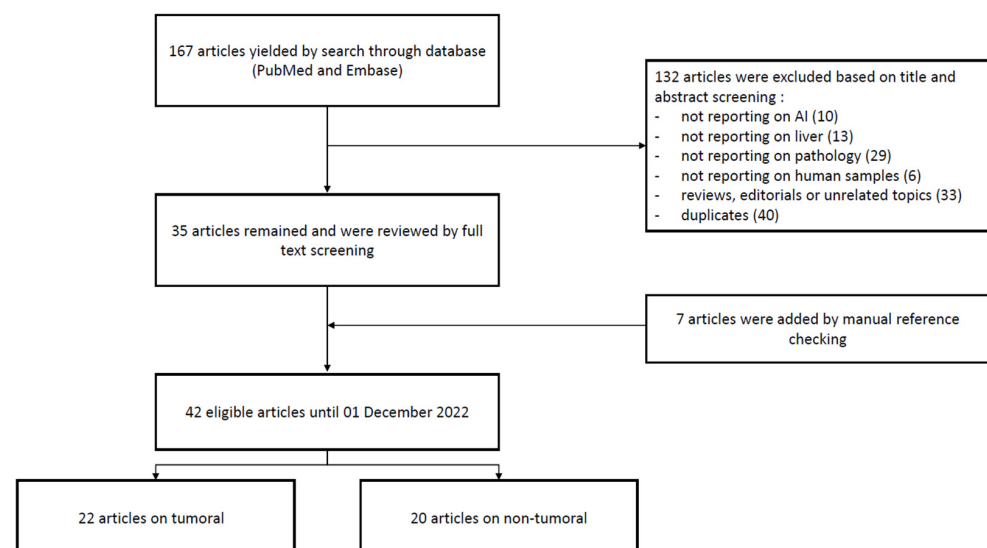 167 articles yielded by search through database
(PubMed and Embase)
132 articles were excluded based on title and
abstract screening :
- not reporting on AI (10)
- not reporting on liver (13)
- not reporting on pathology (29)
- not reporting on human samples (6)
- reviews, editorials or unrelated topics (33)
- duplicates (40)
35 articles remained and were reviewed by full
text screening
7 articles were added by manual reference
checking
42 eligible articles until 01 December 2022
22 articles on tumoral
20 articles on non-tumoral